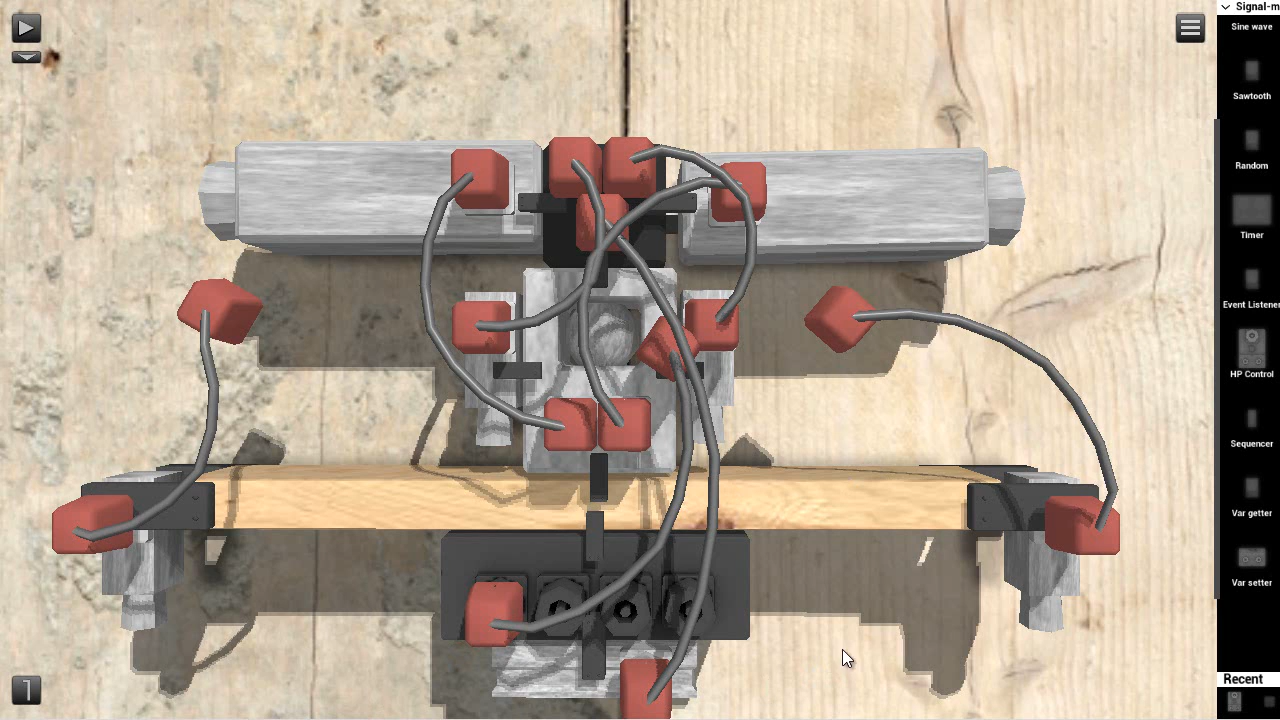 Signal-m
Sine wave
Sawtooth
Random
Timer
Event Listener
HP Control
Sequencer
Var getter
Var setter
Recent